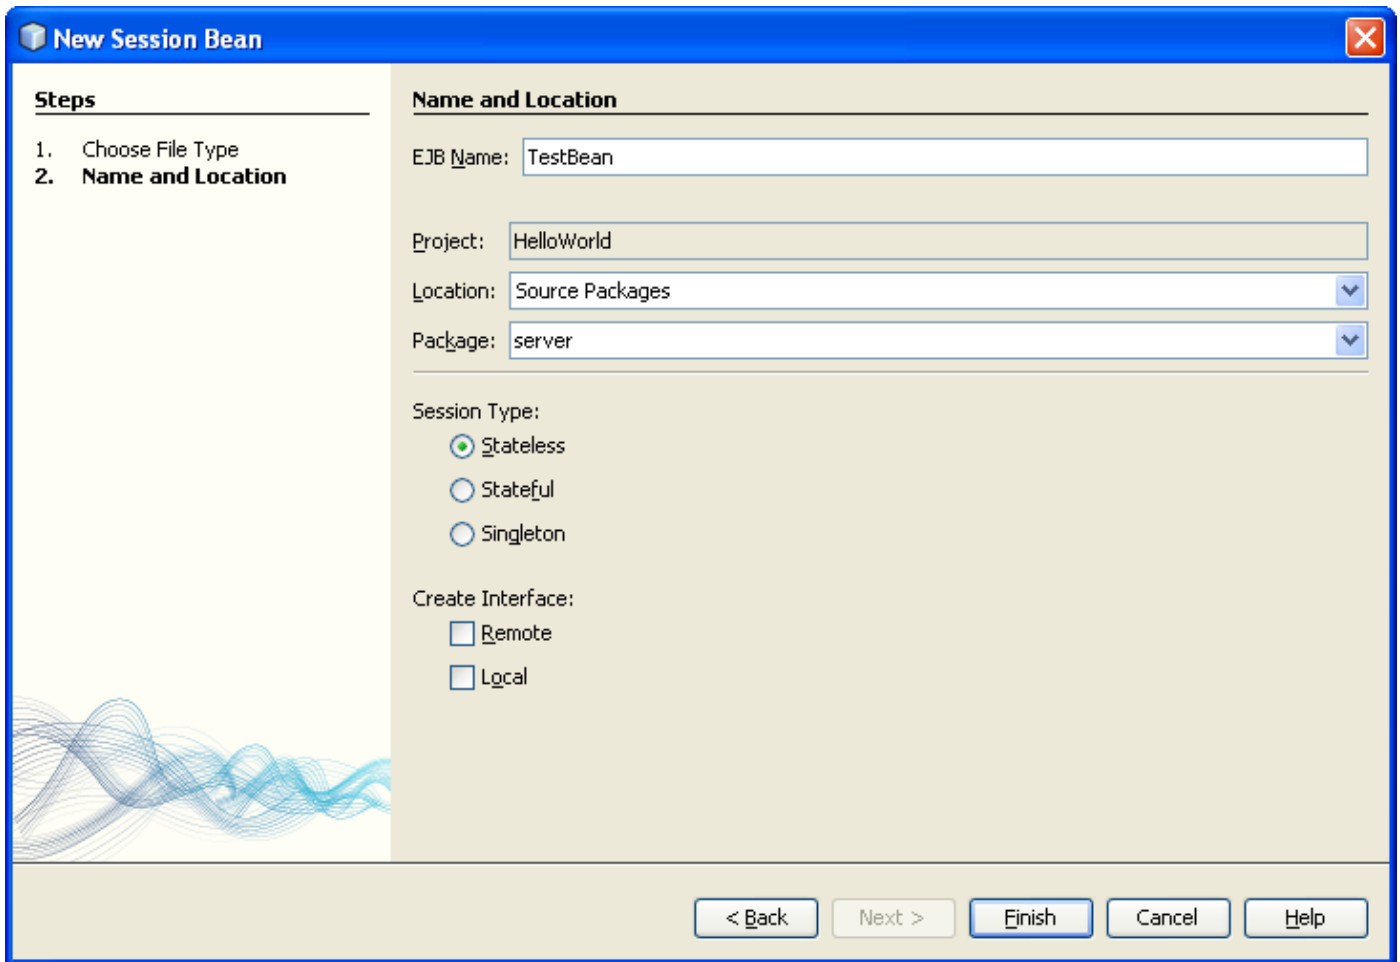 New Session Bean
Steps
1. Choose File Type
2. Name and Location
Name and Location
EJB Name: TestBean
Project: HelloWorld
Location: Source Packages
Package: server
Session Type:
Stateless
Stateful
Singleton
Create Interface:
Remote
Local
< Back Next > Finish Cancel Help